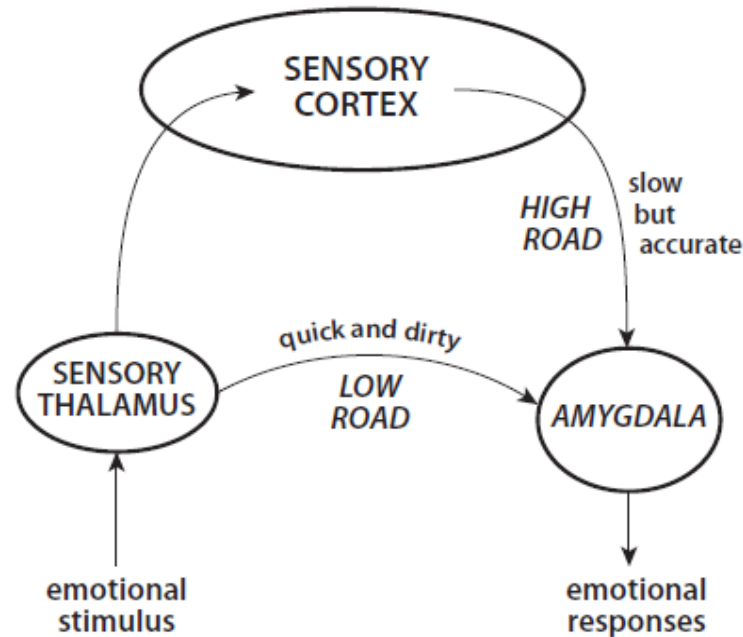 SENSORY
CORTEX
HIGH
ROAD
slow
but
accurate
quick and dirty
LOW
ROAD
SENSORY
THALAMUS
AMYGDALA
emotional
stimulus
emotional
responses